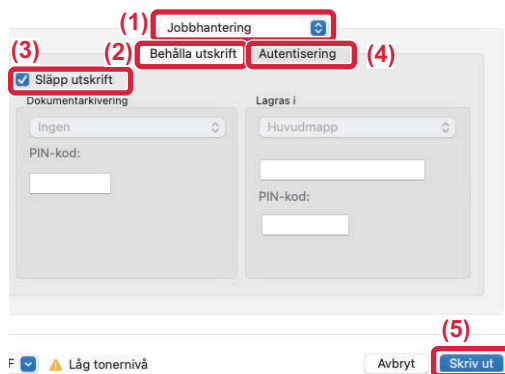 (1)
Jobbhantering
(3) (2) Behålla utskrift Autentisering (4)
Släpp utskrift
Dokumentarkivering Lagras i
Ingen Huvudmapp
PIN-kod:
PIN-kod:
(5)
F Låg tonernivå Avbryt Skriv ut